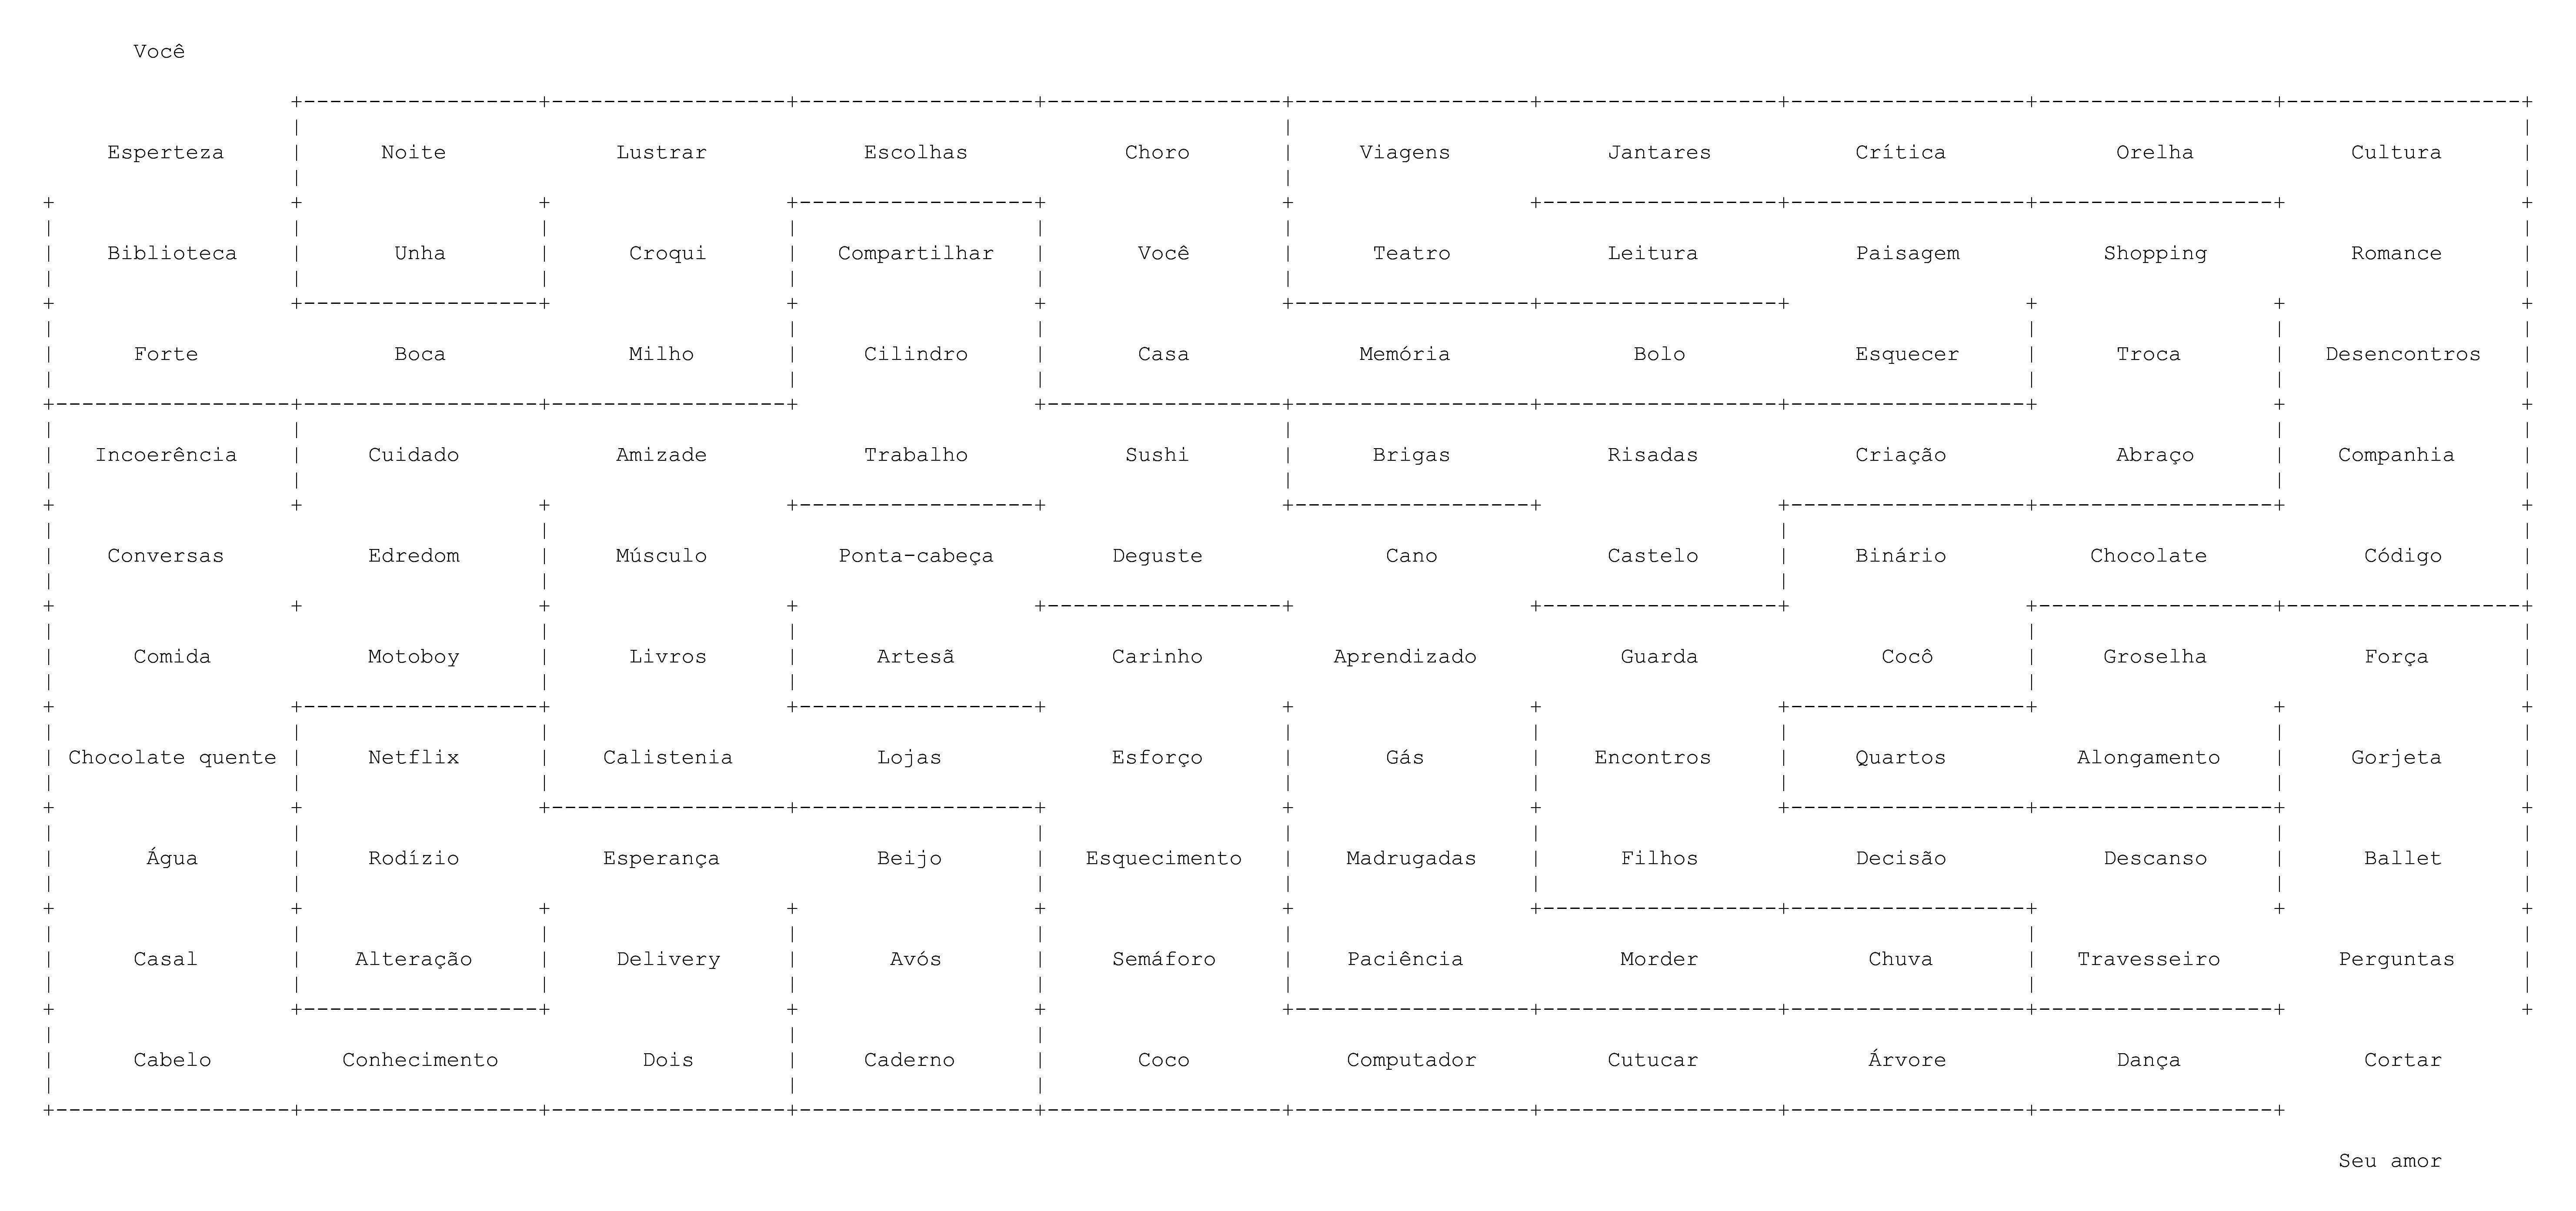 Você
Esperteza Noite Lustrar Escolhas Choro Viagens Jantares Crítica Orelha Cultura
Biblioteca Unha Croqui Compartilhar Você Teatro Leitura Paisagem Shopping Romance
Forte Boca Milho Cilindro Casa Memória Bolo Esquecer Troca Desencontros
Incoerência Cuidado Amizade Trabalho Sushi Brigas Risadas Criação Abraço Companhia
Conversas Edredom Músculo Ponta-cabeça Deguste Cano Castelo Binário Chocolate Código
Comida Motoboy Livros Artesã Carinho Aprendizado Guarda Cocô Groselha Força
Chocolate quente Netflix Calistenia Lojas Esforço Gás Encontros Quartos Alongamento Gorjeta
Água Rodízio Esperança Beijo Esquecimento Madrugadas Filhos Decisão Descanso Ballet
Casal Alteração Delivery Avós Semáforo Paciência Morder Chuva Travesseiro Perguntas
Cabelo Conhecimento Dois Caderno Coco Computador Cutucar Árvore Dança Cortar
Seu amor